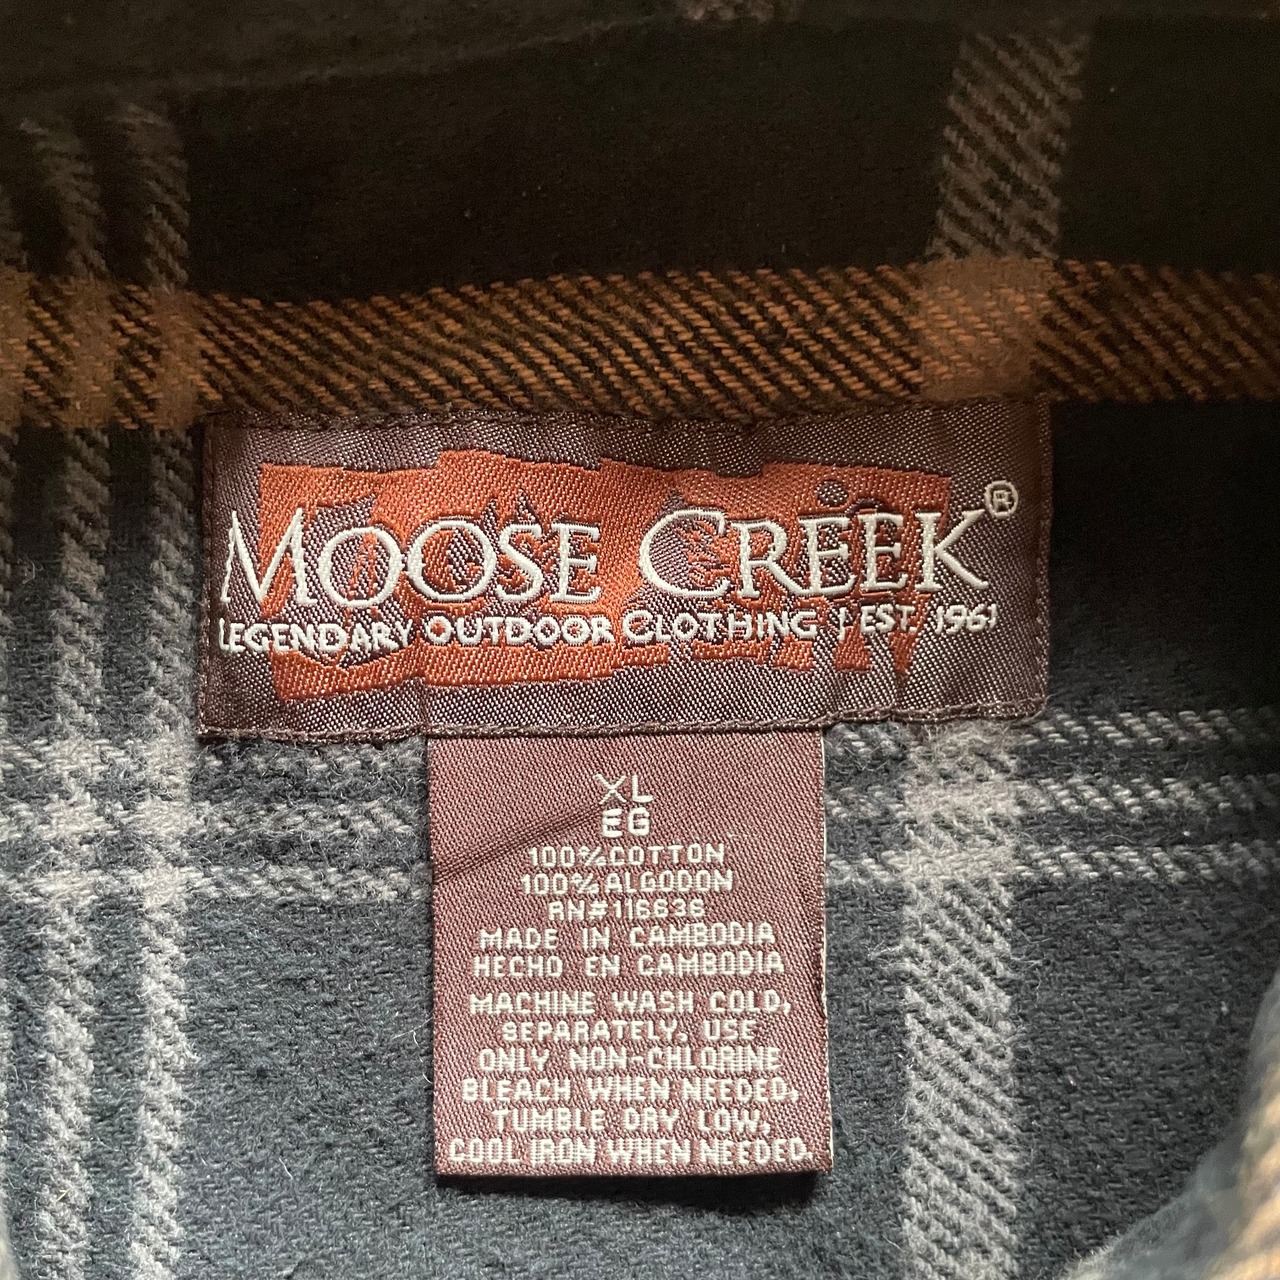 MOOSE CREEK®
LEGENDARY OUTDOOR CLOTHING | EST. 1961
XL
EG
100%COTTON
100%ALGODON
RN#116636
MADE IN CAMBODIA
HECHO EN CAMBODIA
MACHINE WASH COLD,
SEPARATELY, USE
ONLY NON-CHLORINE
BLEACH WHEN NEEDED,
TUMBLE DRY LOW,
COOL IRON WHEN NEEDED.